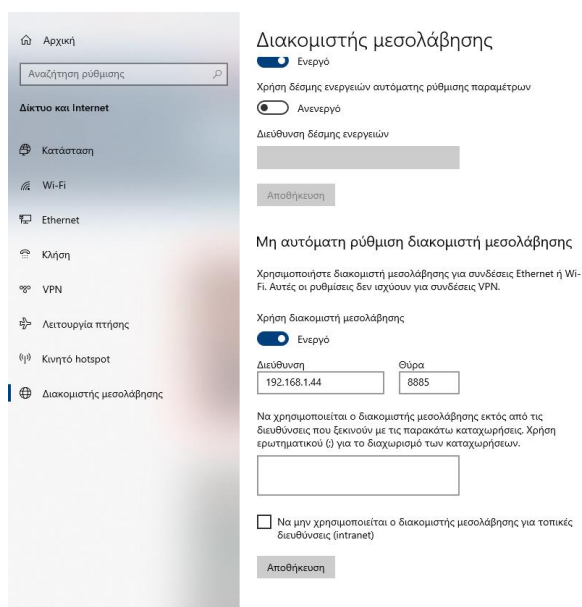 Αρχική
Αναζήτηση ρύθμισης
Δίκτυο και Internet
Κατάσταση
Wi-Fi
Ethernet
Κλήση
VPN
Λειτουργία πτήσης
Κινητό hotspot
Διακομιστής μεσολάβησης
Διακομιστής μεσολάβησης
Ενεργό
Χρήση δέσμης ενεργειών αυτόματης ρύθμισης παραμέτρων
Ανενεργό
Διεύθυνση δέσμης ενεργειών
Αποθήκευση
Μη αυτόματη ρύθμιση διακομιστή μεσολάβησης
Χρησιμοποιήστε διακομιστή μεσολάβησης για συνδέσεις Ethernet ή Wi-
Fi. Αυτές οι ρυθμίσεις δεν ισχύουν για συνδέσεις VPN.
Χρήση διακομιστή μεσολάβησης
Ενεργό
Διεύθυνση Θύρα
192.168.1.44 8885
Να χρησιμοποιείται ο διακομιστής μεσολάβησης εκτός από τις
διευθύνσεις που ξεκινούν με τις παρακάτω καταχωρήσεις. Χρήση
ερωτηματικού (;) για το διαχωρισμό των καταχωρήσεων.
Να μην χρησιμοποιείται ο διακομιστής μεσολάβησης για τοπικές
διευθύνσεις (intranet)
Αποθήκευση